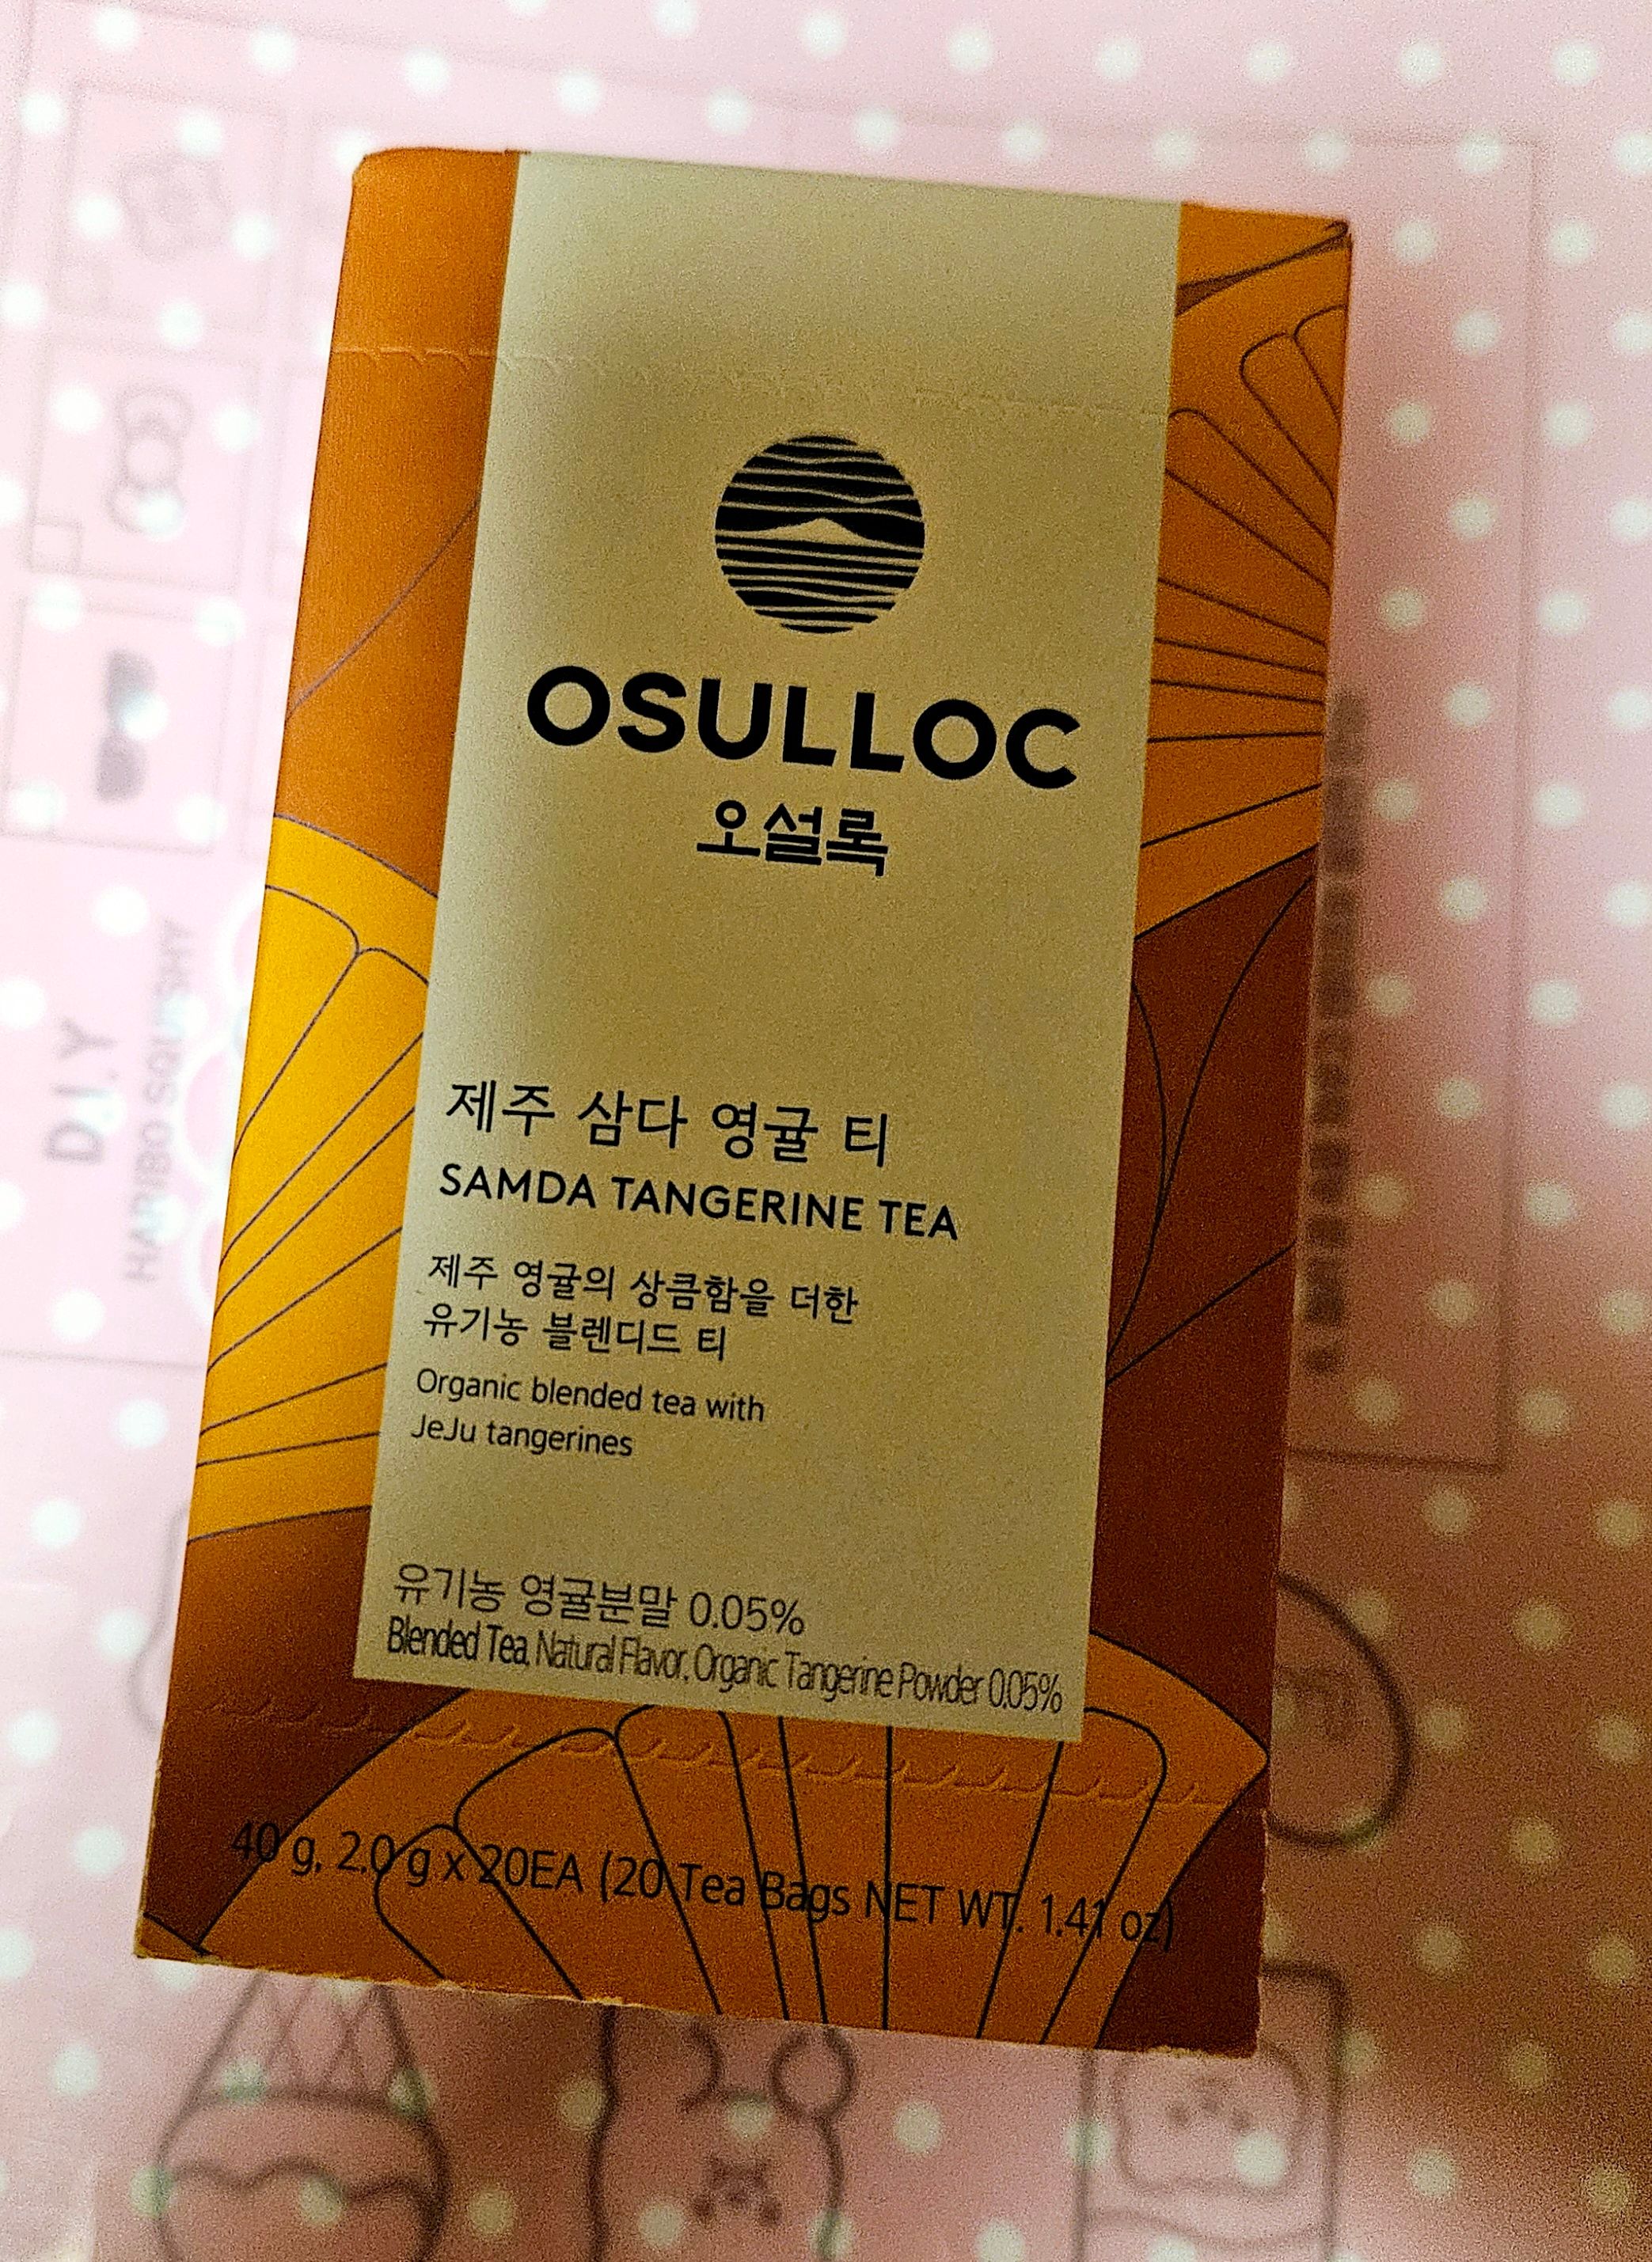 OSULLOC
오설록
제주 삼다 영귤 티
SAMDA TANGERINE TEA
제주 영귤의 상큼함을 더한
유기농 블렌디드 티
Organic blended tea with
JeJu tangerines
유기농 영귤분말 0.05%
Blended Tea, Natural Flavor, Organic Tangerine Powder 0.05%
40 g, 2.0 g x 20EA (20 Tea Bags NET WT. 1.41 oz)
D.I.Y
HARIBO SQUISHY